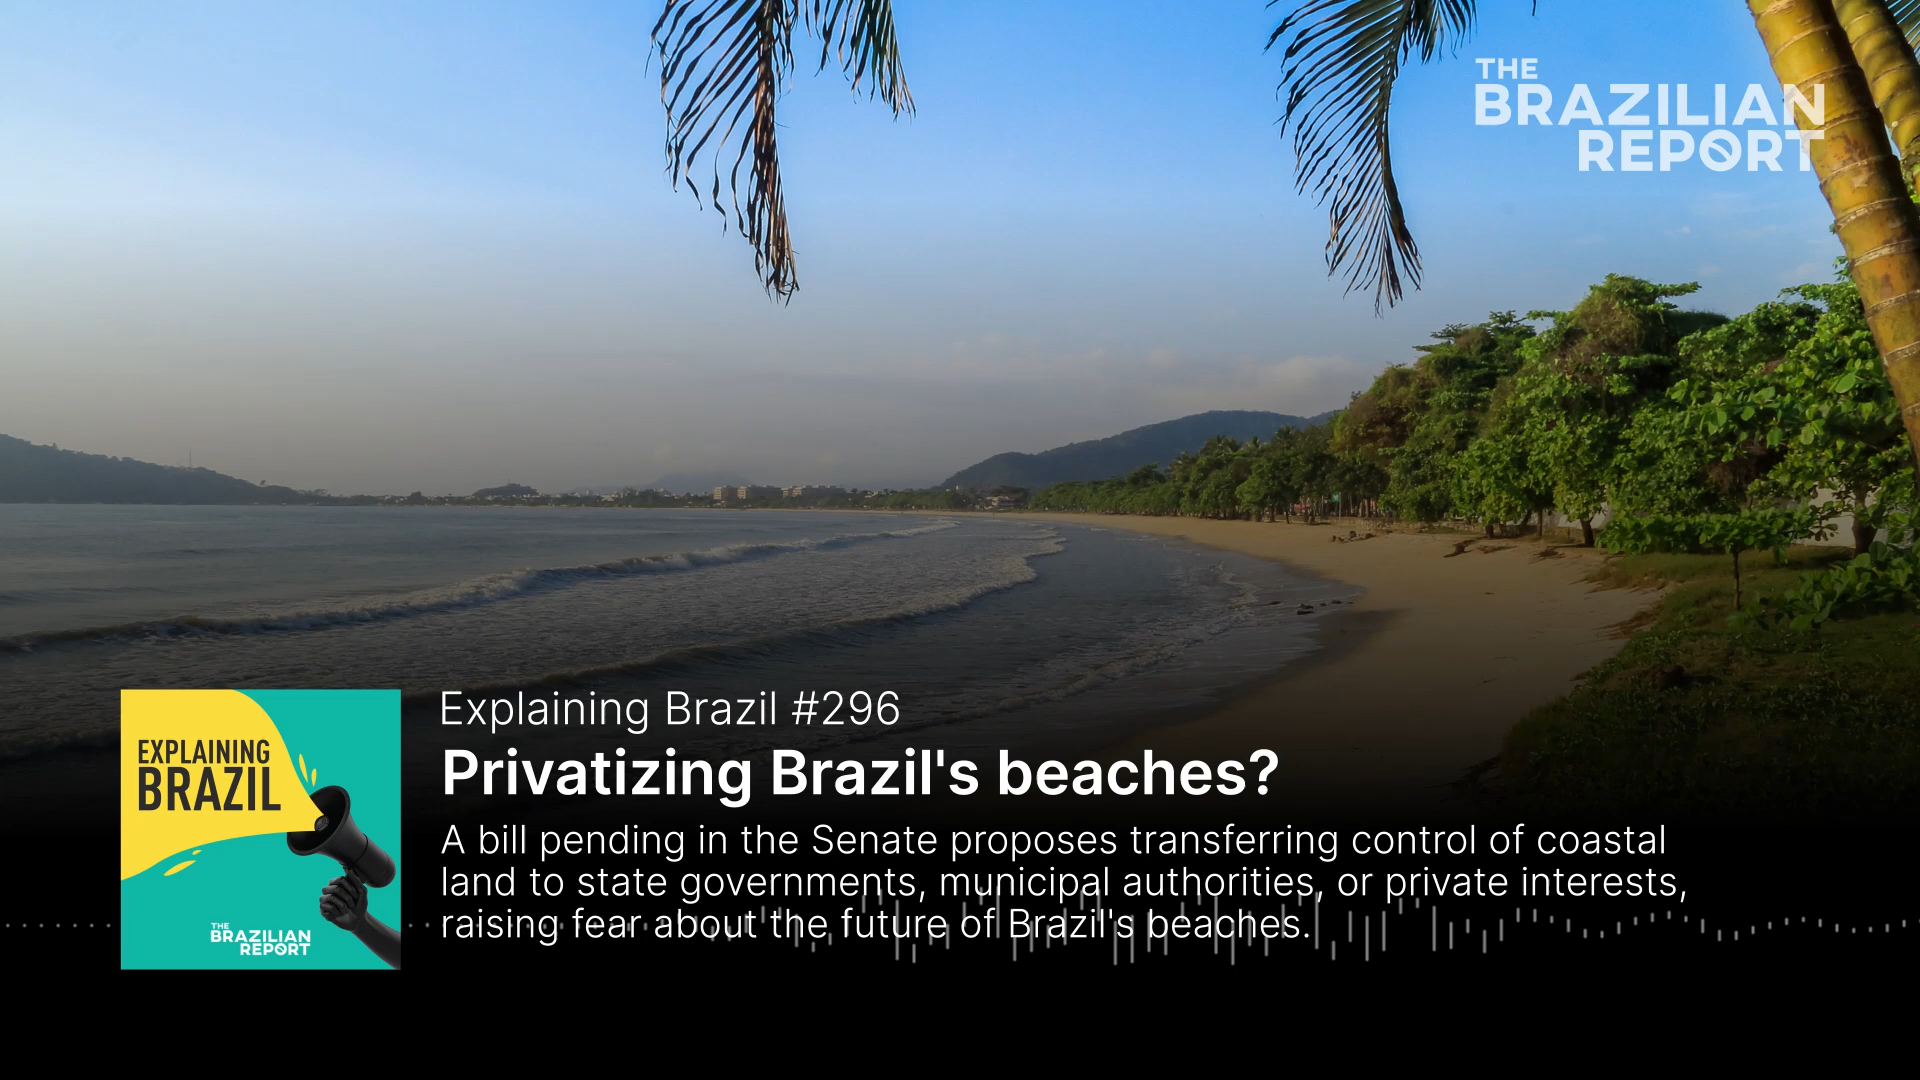 THE
BRAZILIAN
REPORT
Explaining Brazil #296
Privatizing Brazil's beaches?
A bill pending in the Senate proposes transferring control of coastal
land to state governments, municipal authorities, or private interests,
raising fear about the future of Brazil's beaches.
EXPLAINING
BRAZIL
THE
BRAZILIAN
REPORT